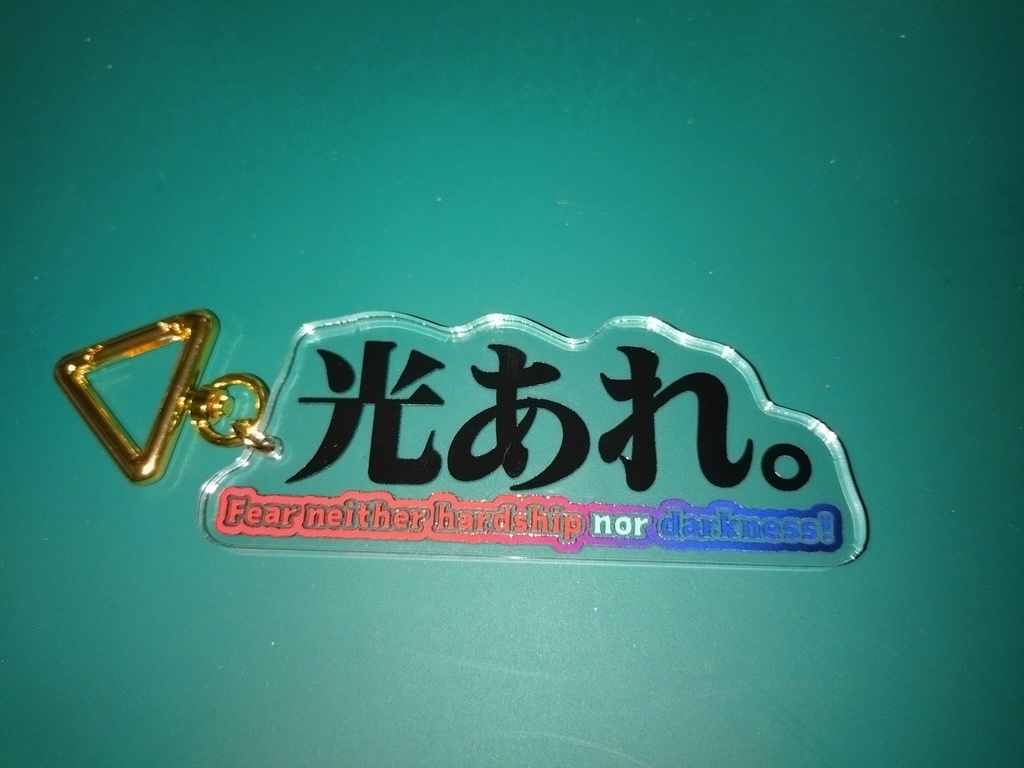 光あれ。
Fear neither hardship nor darkness!